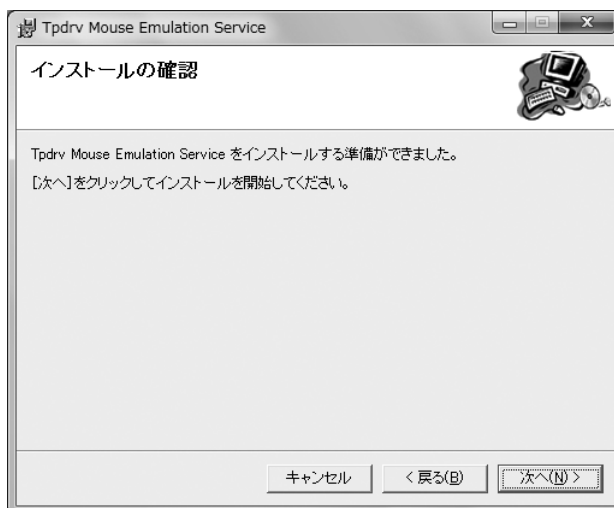 Tpdrv Mouse Emulation Service
インストールの確認
Tpdrv Mouse Emulation Service をインストールする準備ができました。
[次へ]をクリックしてインストールを開始してください。
キャンセル
< 戻る(B)
次へ(N) >